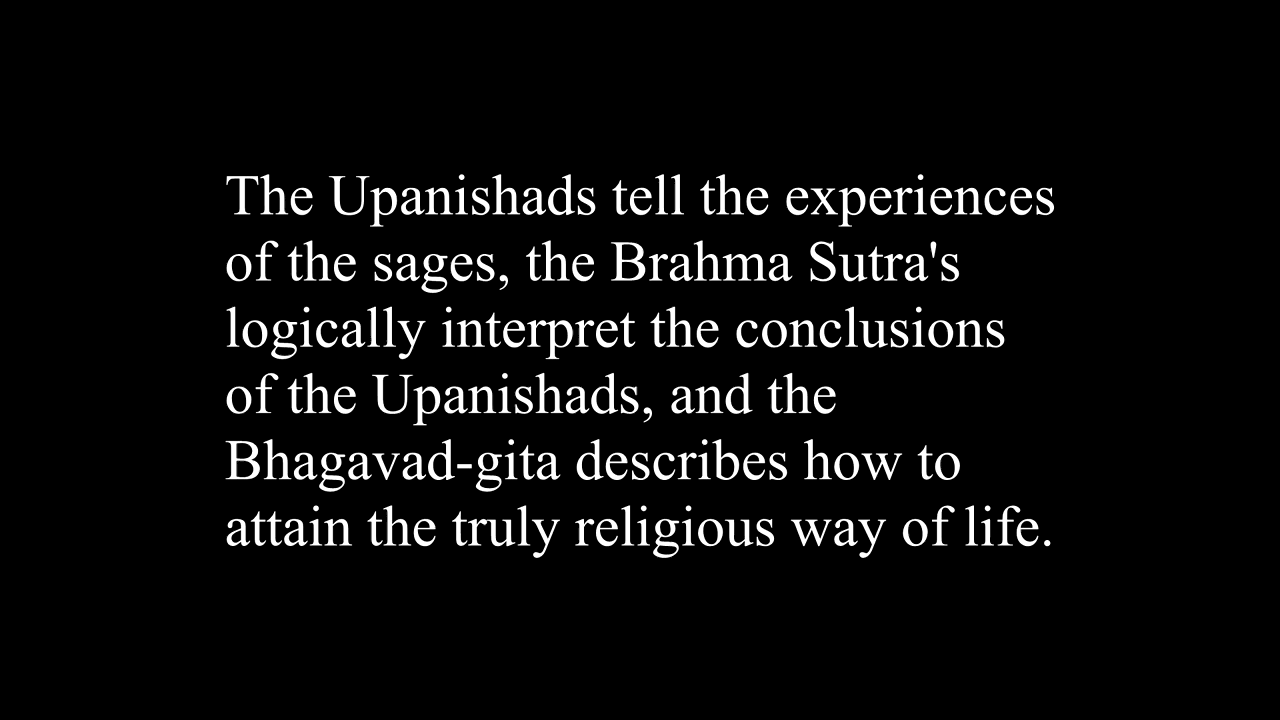 The Upanishads tell the experiences
of the sages, the Brahma Sutra's
logically interpret the conclusions
of the Upanishads, and the
Bhagavad-gita describes how to
attain the truly religious way of life.